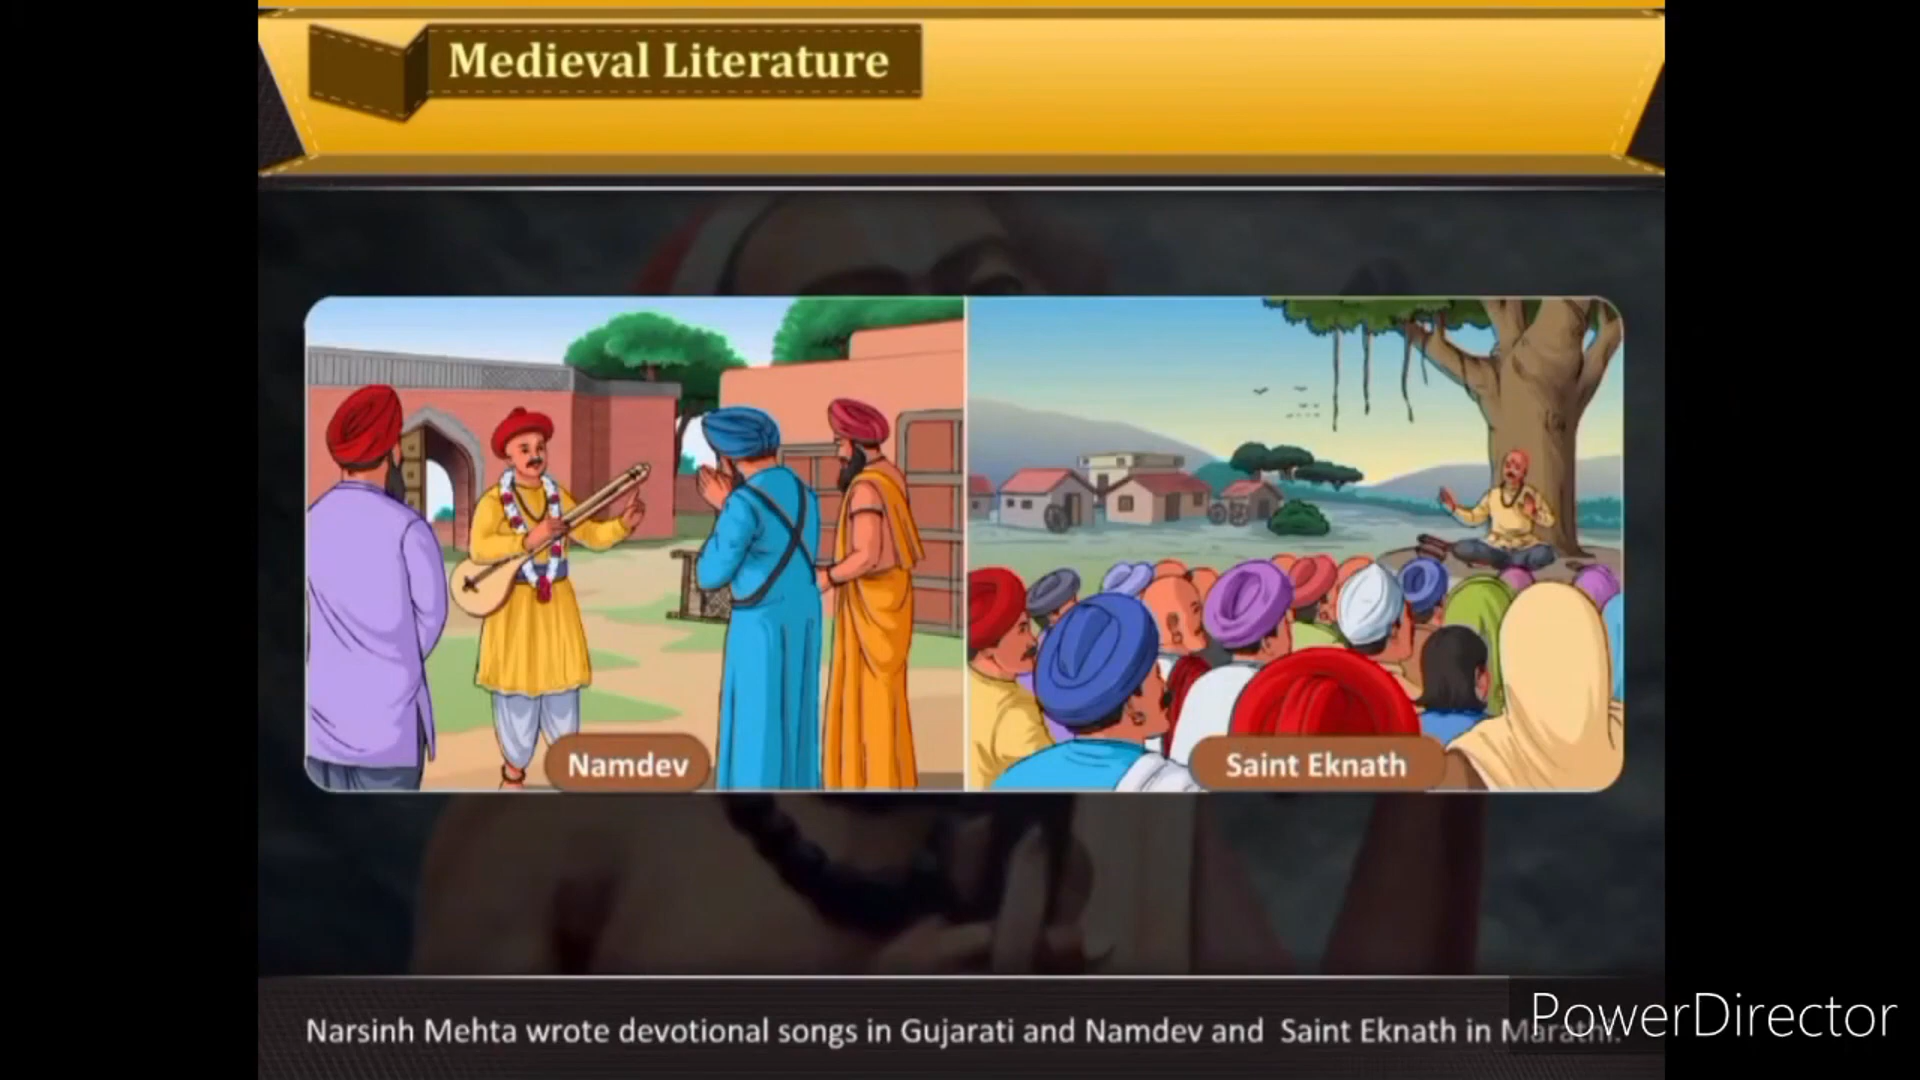 Medieval Literature
Namdev
Saint Eknath
Narsinh Mehta wrote devotional songs in Gujarati and Namdev and Saint Eknath in Marathi.
PowerDirector